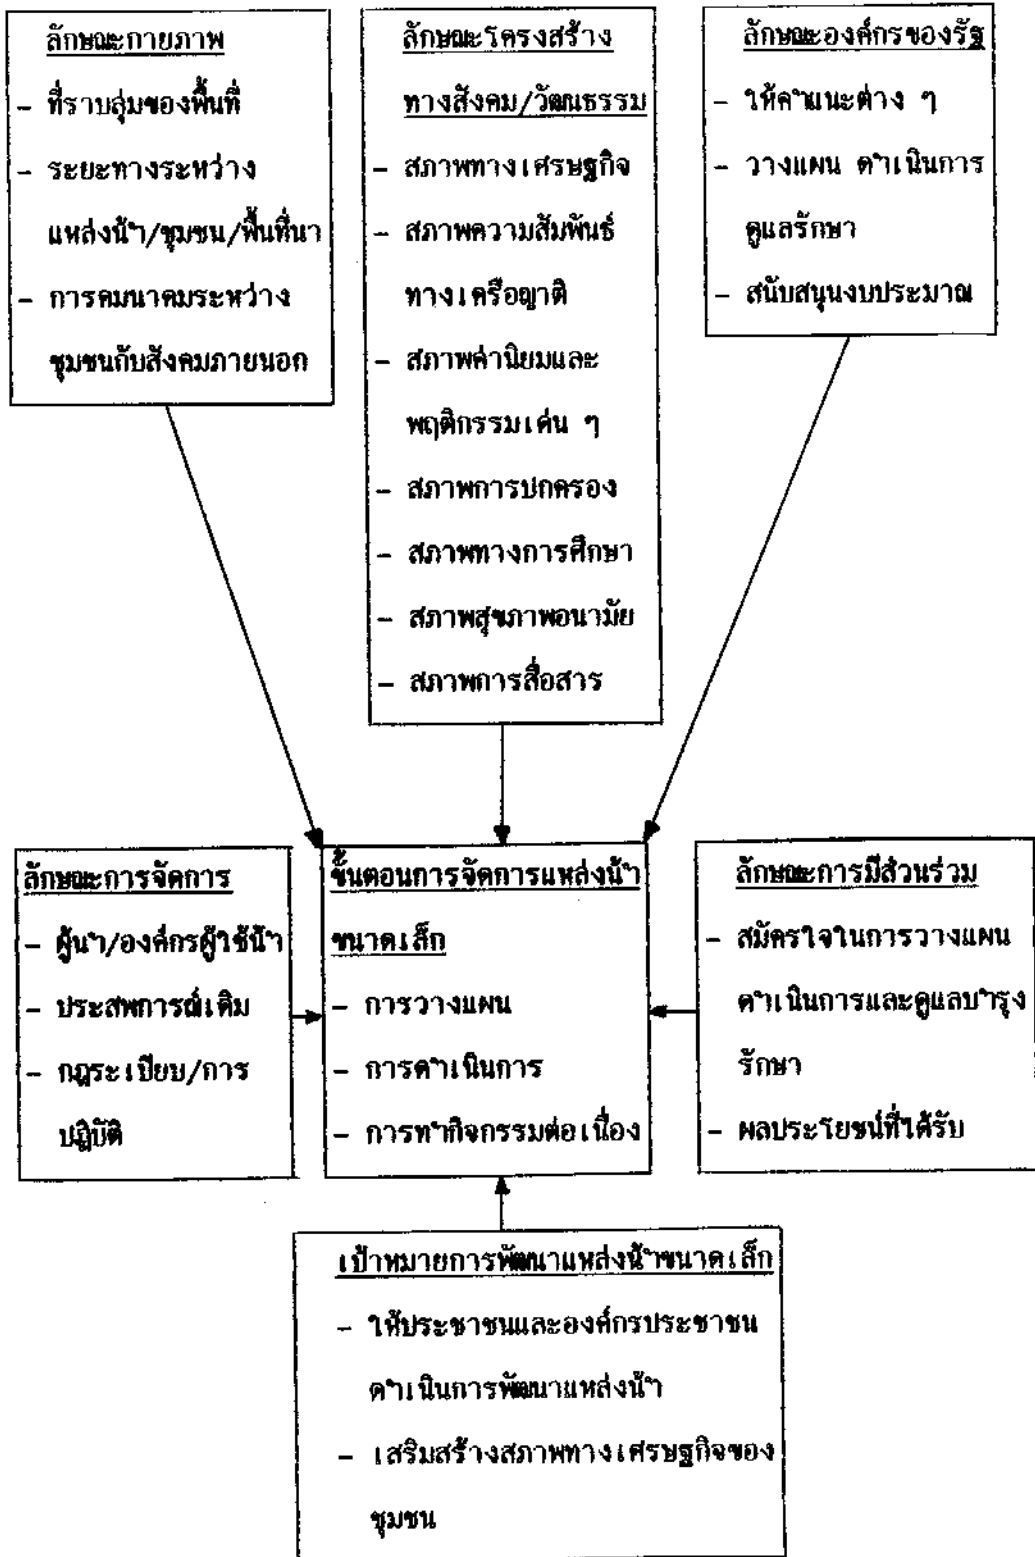 ลักษณะกายภาพ
- ที่ราบลุ่มของพื้นที่
- ระยะทางระหว่าง
แหล่งน้ำ/ชุมชน/พื้นที่นา
- การคมนาคมระหว่าง
ชุมชนกับสังคมภายนอก
ลักษณะโครงสร้าง
ทางสังคม/วัฒนธรรม
- สภาพทางเศรษฐกิจ
- สภาพความสัมพันธ์
ทางเครือญาติ
- สภาพค่านิยมและ
พฤติกรรมเด่น ๆ
- สภาพการปกครอง
- สภาพทางการศึกษา
- สภาพสุขภาพอนามัย
- สภาพการสื่อสาร
ลักษณะองค์กรของรัฐ
- ให้คำแนะต่าง ๆ
- วางแผน ดำเนินการ
ดูแลรักษา
- สนับสนุนงบประมาณ
ลักษณะการจัดการ
- ผู้นำ/องค์กรผู้ใช้น้ำ
- ประสพการณ์เดิม
- กฎระเบียบ/การ
ปฏิบัติ
ขั้นตอนการจัดการแหล่งน้ำ
ขนาดเล็ก
- การวางแผน
- การดำเนินการ
- การทำกิจกรรมต่อเนื่อง
ลักษณะการมีส่วนร่วม
- สมัครใจในการวางแผน
ดำเนินการและดูแลบำรุง
รักษา
- ผลประโยชน์ที่ได้รับ
เป้าหมายการพัฒนาแหล่งน้ำขนาดเล็ก
- ให้ประชาชนและองค์กรประชาชน
ดำเนินการพัฒนาแหล่งน้ำ
- เสริมสร้างสภาพทางเศรษฐกิจของ
ชุมชน